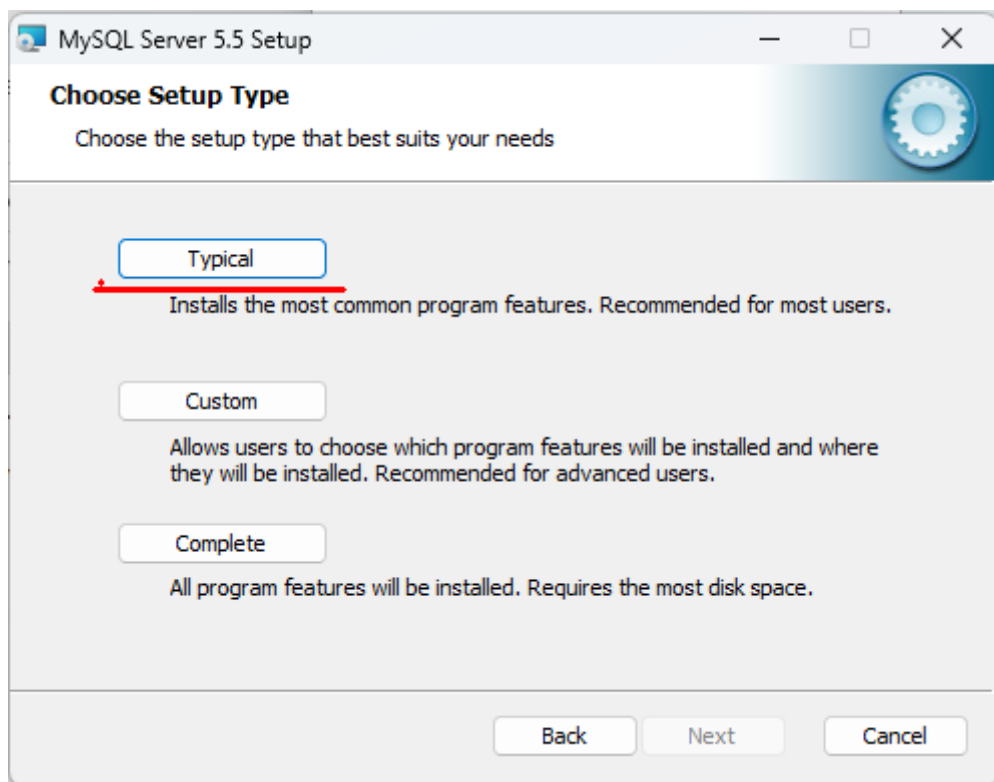 MySQL Server 5.5 Setup
Choose Setup Type
Choose the setup type that best suits your needs
Typical
Installs the most common program features. Recommended for most users.
Custom
Allows users to choose which program features will be installed and where
they will be installed. Recommended for advanced users.
Complete
All program features will be installed. Requires the most disk space.
Back Next Cancel